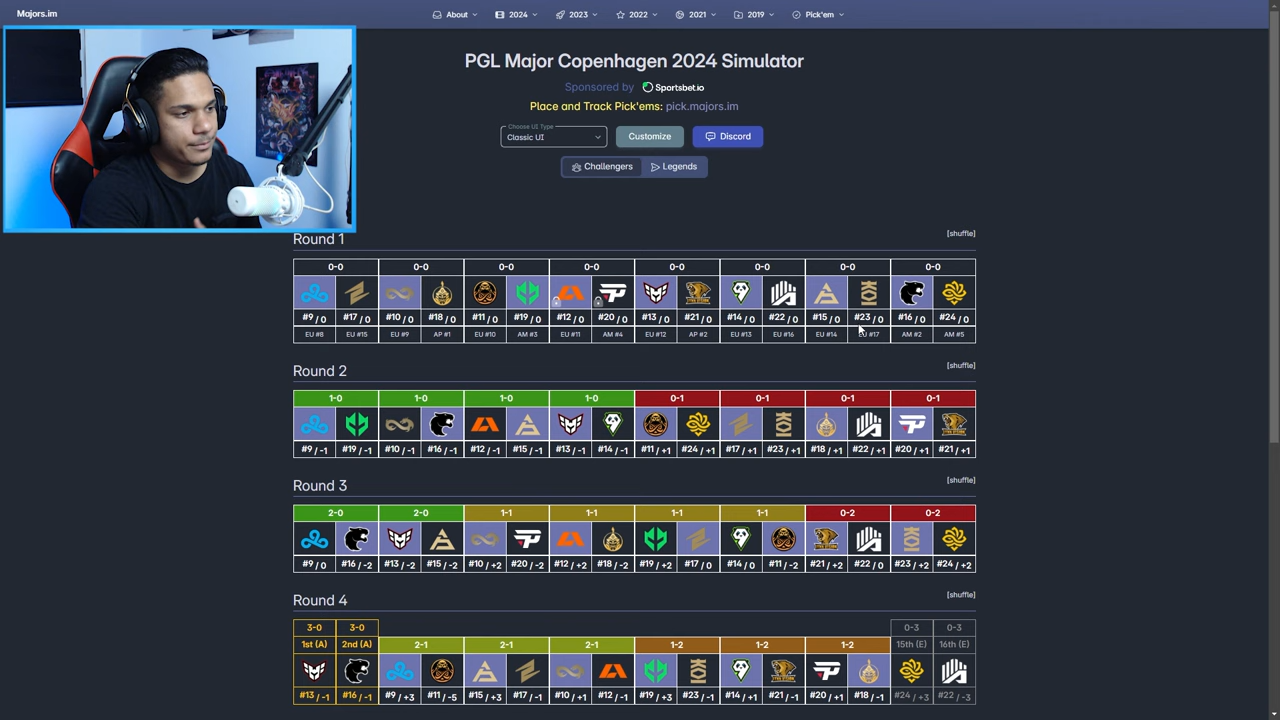 Majors.im
About 2024 2023 2022 2021 2019 Pick'em
PGL Major Copenhagen 2024 Simulator
Sponsored by Sportsbet.io
Place and Track Pick'ems: pick.majors.im
Choose UI Type
Classic UI Customize Discord
Challengers Legends
[shuffle]
Round 1
0-0 0-0 0-0 0-0 0-0 0-0 0-0 0-0
#9 / 0 #17 / 0 #10 / 0 #18 / 0 #11 / 0 #19 / 0 #12 / 0 #20 / 0 #13 / 0 #21 / 0 #14 / 0 #22 / 0 #15 / 0 #23 / 0 #16 / 0 #24 / 0
EU #8 EU #15 EU #9 AP #1 EU #10 AM #3 EU #11 AM #4 EU #12 AP #2 EU #13 EU #16 EU #14 EU #17 AM #2 AM #5
[shuffle]
Round 2
1-0 1-0 1-0 1-0 0-1 0-1 0-1 0-1
#9 / -1 #19 / -1 #10 / -1 #16 / -1 #12 / -1 #15 / -1 #13 / -1 #14 / -1 #11 / +1 #24 / +1 #17 / +1 #23 / +1 #18 / +1 #22 / +1 #20 / +1 #21 / +1
[shuffle]
Round 3
2-0 2-0 1-1 1-1 1-1 1-1 0-2 0-2
#9 / 0 #16 / -2 #13 / -2 #15 / -2 #10 / +2 #20 / -2 #12 / +2 #18 / -2 #19 / +2 #17 / 0 #14 / 0 #11 / -2 #21 / +2 #22 / 0 #23 / +2 #24 / +2
[shuffle]
Round 4
3-0 3-0 0-3 0-3
1st (A) 2nd (A) 2-1 2-1 2-1 1-2 1-2 1-2 15th (E) 16th (E)
#13 / -1 #16 / -1 #9 / +3 #11 / -5 #15 / +3 #17 / -1 #10 / +1 #12 / -1 #19 / +3 #23 / -1 #14 / +1 #21 / -1 #20 / +1 #18 / -1 #24 / +3 #22 / -3